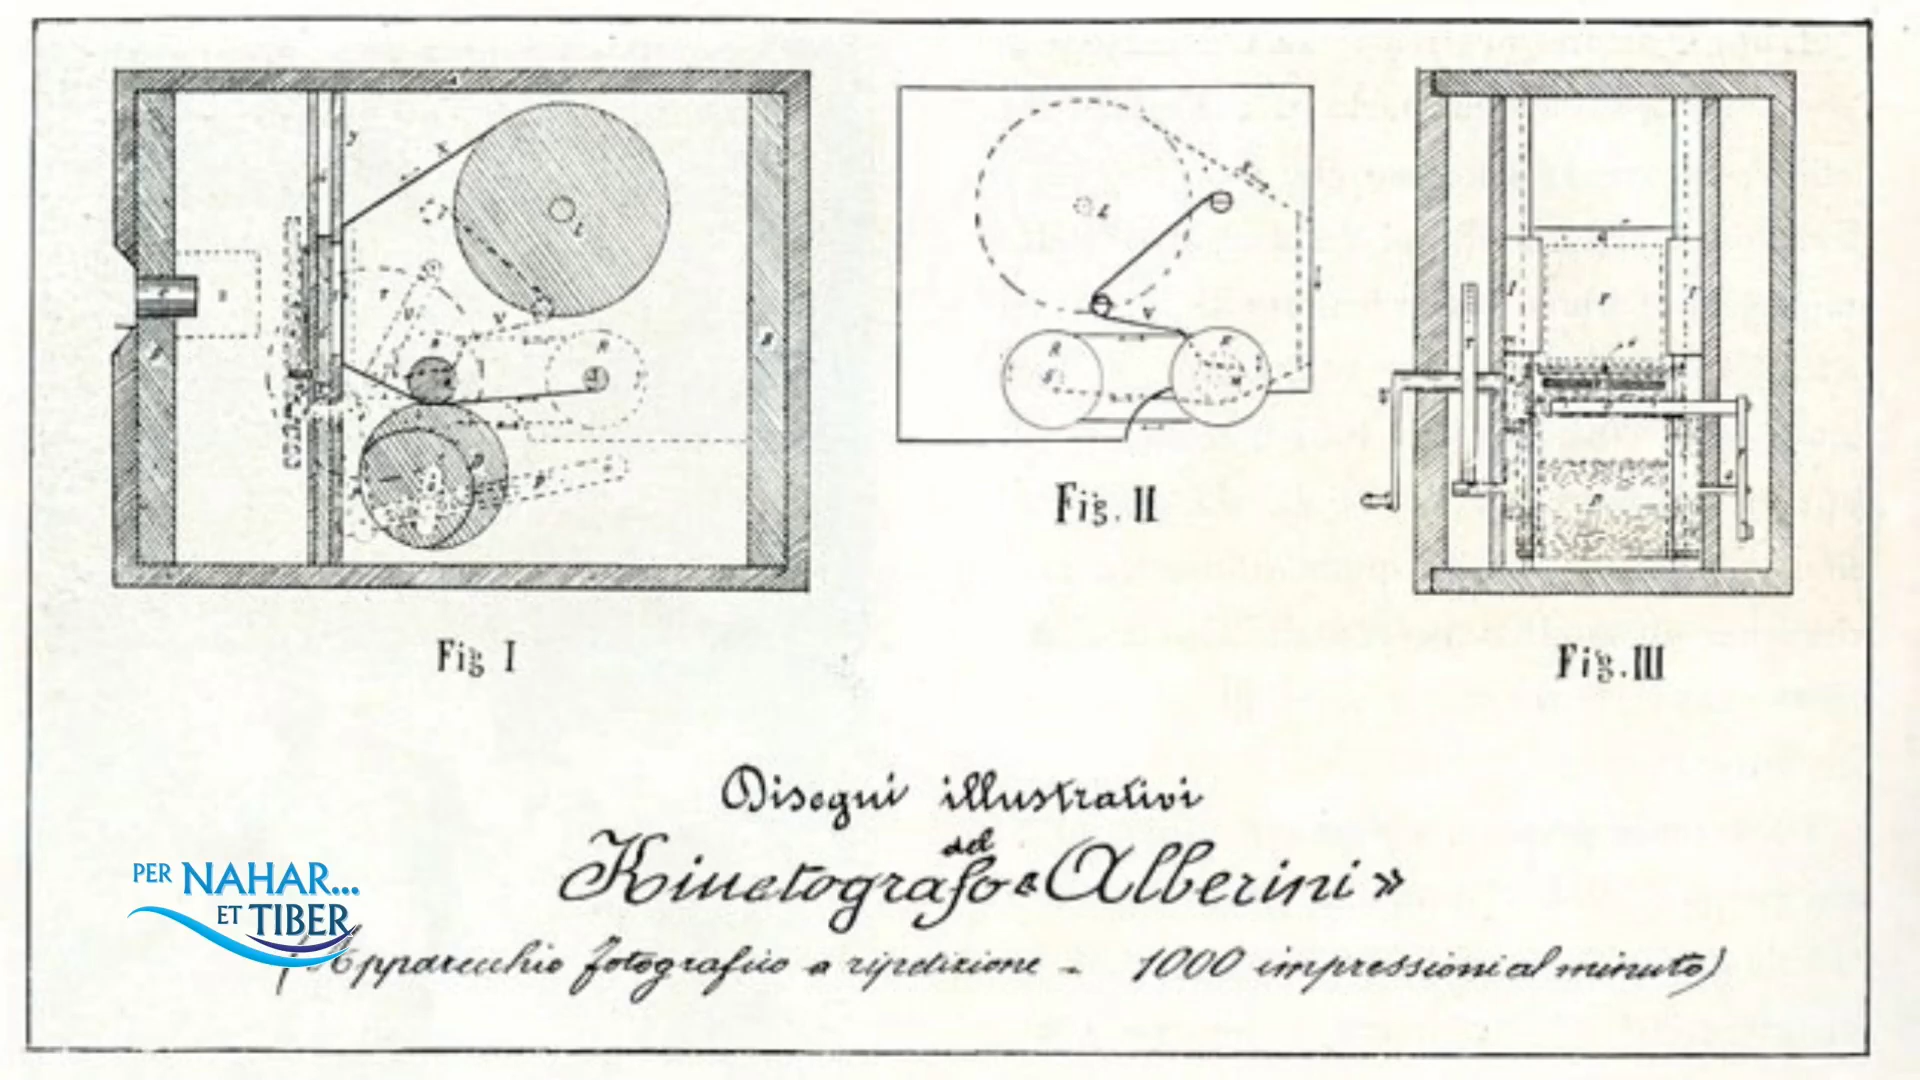 Fig I
Fig. II
Fig. III
Disegni illustrativi
del
Kinetografo « Alberini »
(Apparecchio fotografico a ripetizione - 1000 impressioni al minuto)
PER NAHAR...
ET TIBER